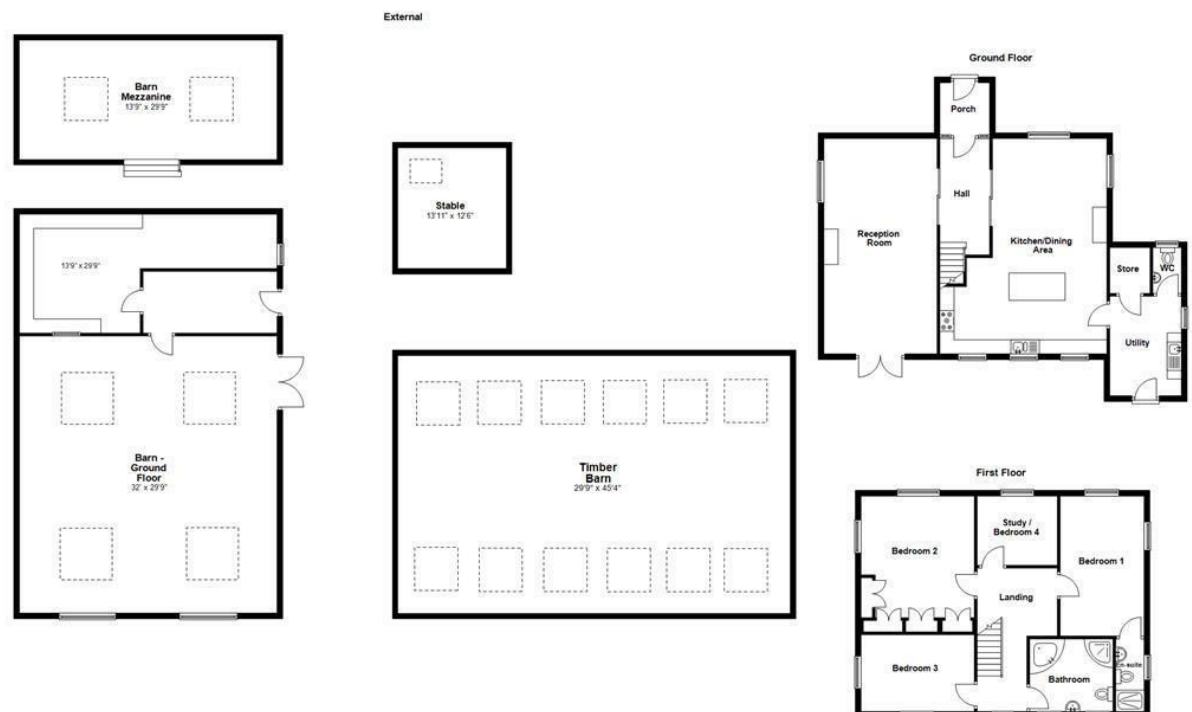 External
Barn
Mezzanine
13'9" x 29'9"
13'9" x 29'9"
Barn -
Ground
Floor
32' x 29'9"
Stable
13'11" x 12'6"
Timber
Barn
29'9" x 45'4"
Ground Floor
Porch
Hall
Reception
Room
Kitchen/Dining
Area
Store
WC
Utility
First Floor
Bedroom 2
Study /
Bedroom 4
Bedroom 1
Landing
Bedroom 3
Bathroom
En-suite